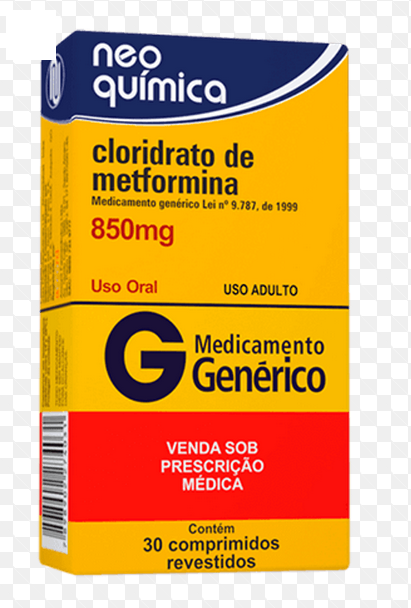 neo
química
cloridrato de
metformina
Medicamento genérico Lei nº 9.787, de 1999
850mg
Uso Oral
USO ADULTO
G Medicamento
Genérico
VENDA SOB
PRESCRIÇÃO
MÉDICA
Contém
30 comprimidos
revestidos